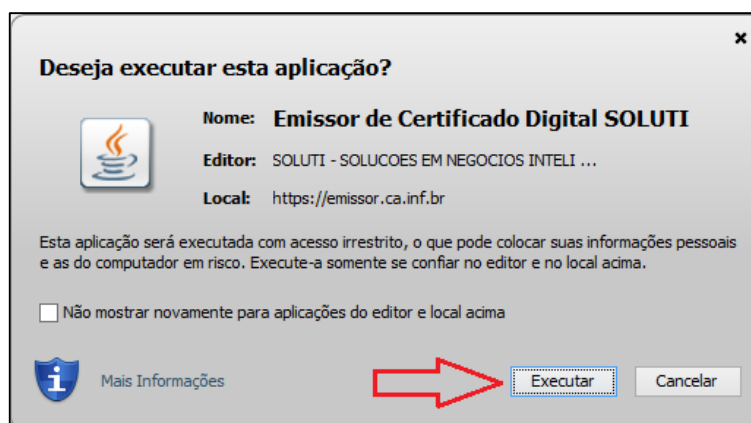 Deseja executar esta aplicação?
Nome: Emissor de Certificado Digital SOLUTI
Editor: SOLUTI - SOLUCOES EM NEGOCIOS INTELI ...
Local: https://emissor.ca.inf.br
Esta aplicação será executada com acesso irrestrito, o que pode colocar suas informações pessoais
e as do computador em risco. Execute-a somente se confiar no editor e no local acima.
Não mostrar novamente para aplicações do editor e local acima
Mais Informações
Executar
Cancelar